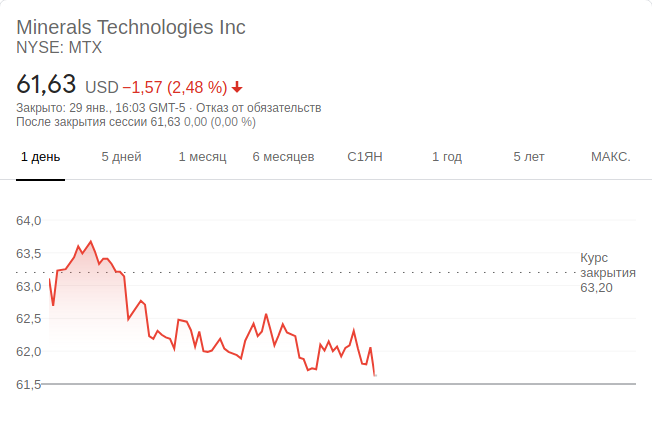 Minerals Technologies Inc
NYSE: MTX
61,63 USD −1,57 (2,48 %)
Закрыто: 29 янв., 16:03 GMT-5 · Отказ от обязательств
После закрытия сессии 61,63 0,00 (0,00 %)
1 день 5 дней 1 месяц 6 месяцев С1ЯН 1 год 5 лет МАКС.
64,0
63,5
Курс
закрытия
63,20
63,0
62,5
62,0
61,5